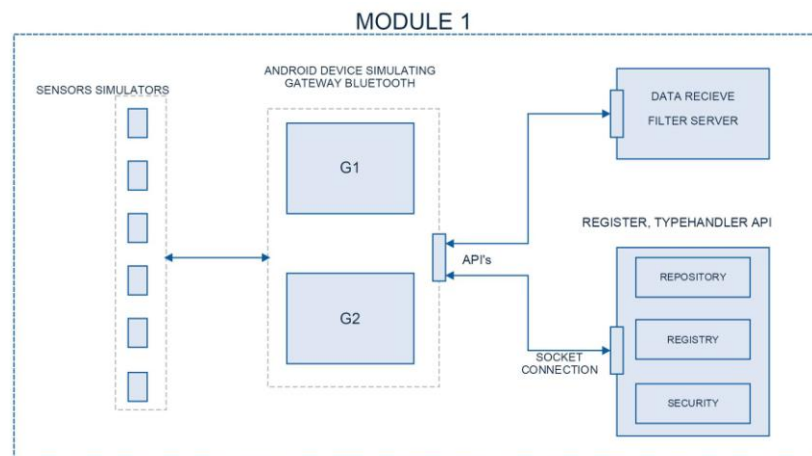 MODULE 1
SENSORS SIMULATORS
ANDROID DEVICE SIMULATING
GATEWAY BLUETOOTH
G1
G2
API's
DATA RECIEVE
FILTER SERVER
REGISTER, TYPEHANDLER API
REPOSITORY
REGISTRY
SECURITY
SOCKET
CONNECTION